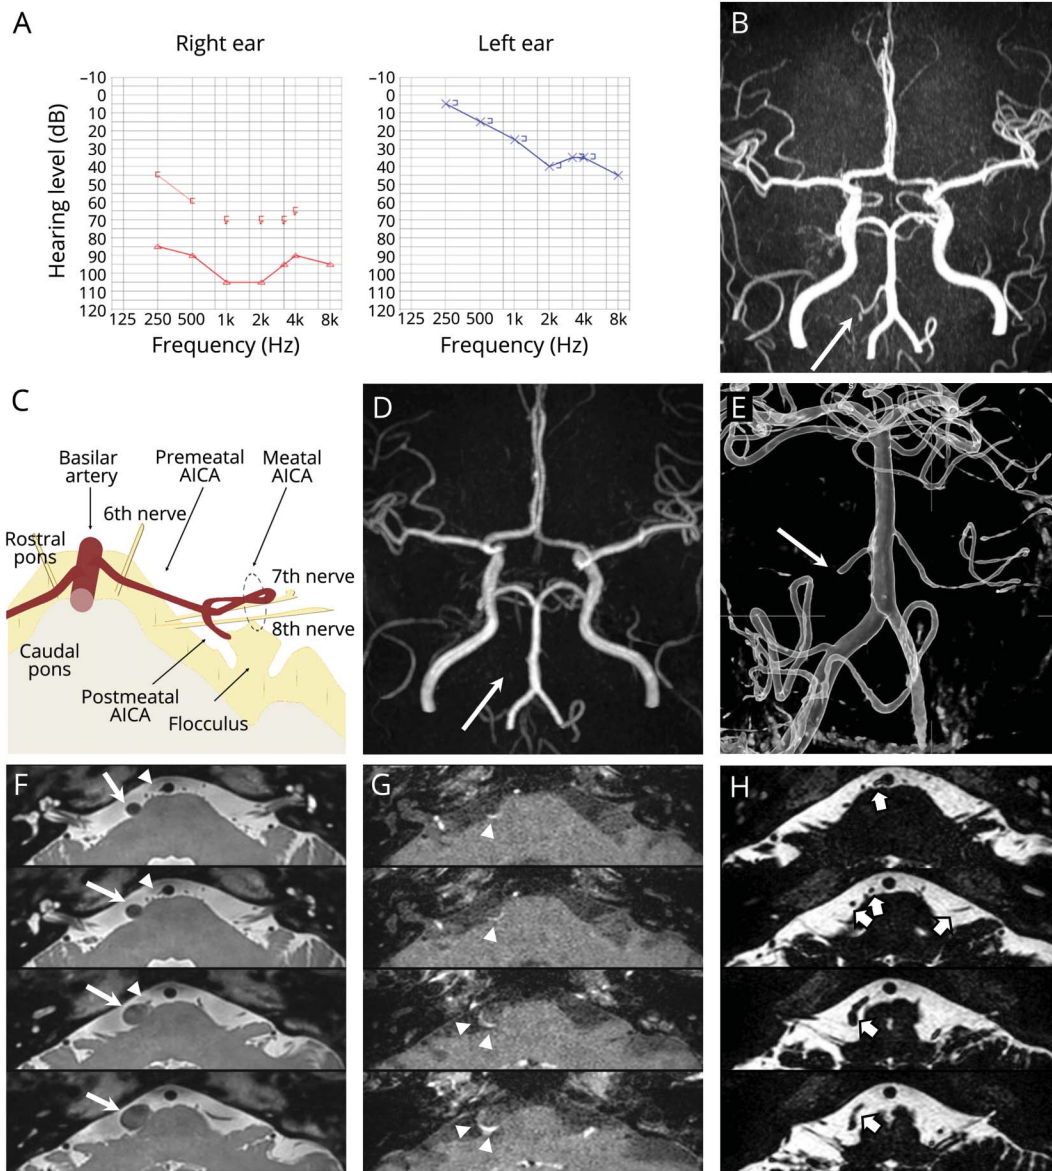 A
Right ear
Left ear
Hearing level (dB)
–10
0
10
20
30
40
50
60
70
80
90
100
110
120
125 250 500 1k 2k 4k 8k
Frequency (Hz)
–10
0
10
15
20
30
40
50
60
70
80
90
100
110
120
125 250 500 1k 2k 4k 8k
Frequency (Hz)
B
C
Basilar
artery
Premeatal
AICA
Meatal
AICA
6th nerve
Rostral
pons
7th nerve
8th nerve
Caudal
pons
Postmeatal
AICA
Flocculus
D
E
F
G
H